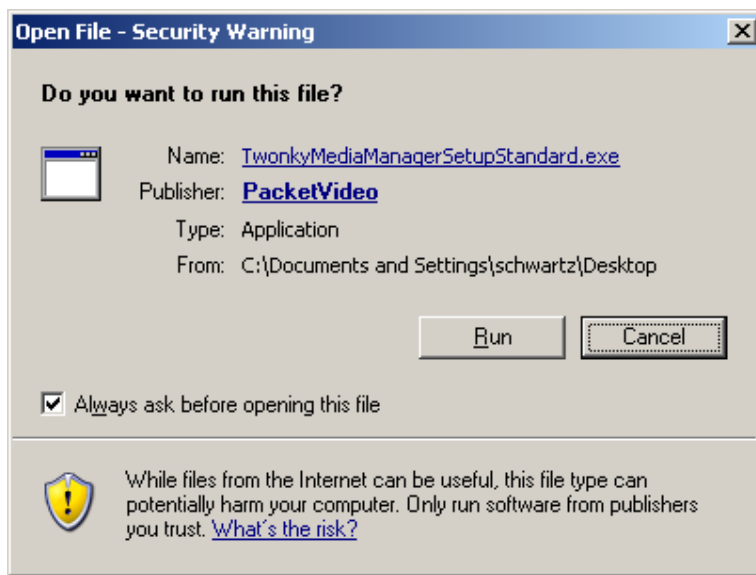 Open File - Security Warning
Do you want to run this file?
Name: TwonkyMediaManagerSetupStandard.exe
Publisher: PacketVideo
Type: Application
From: C:\Documents and Settings\schwartz\Desktop
Run Cancel
Always ask before opening this file
While files from the Internet can be useful, this file type can
potentially harm your computer. Only run software from publishers
you trust. What's the risk?